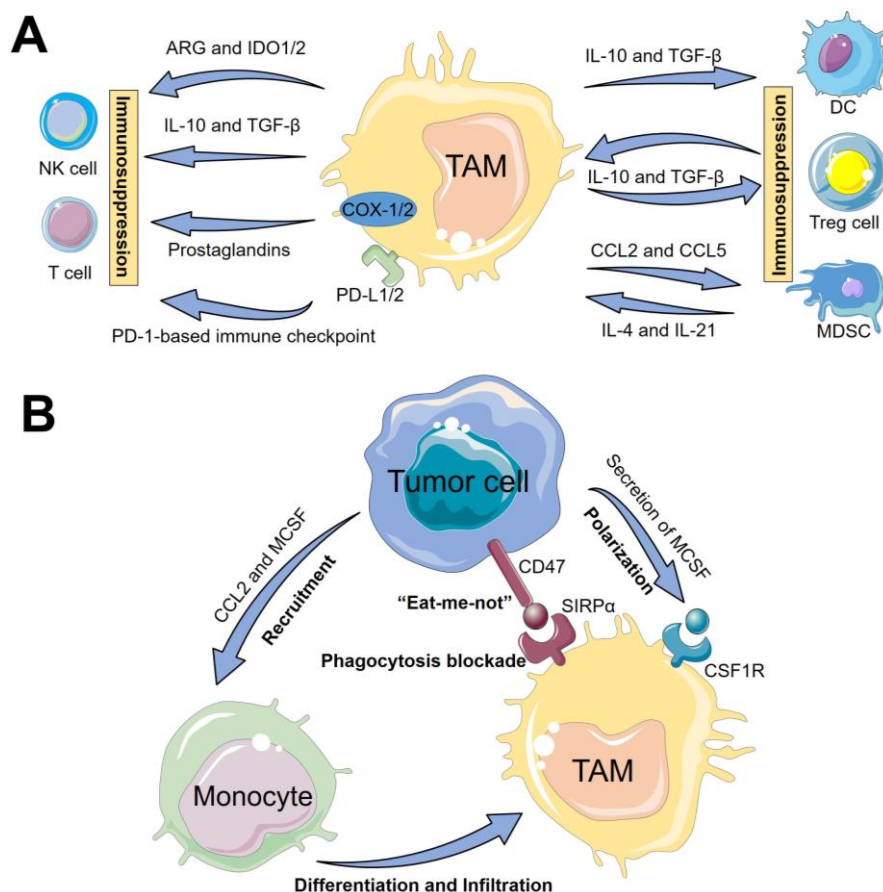 A
ARG and IDO1/2
IL-10 and TGF-β
NK cell
IL-10 and TGF-β
DC
Immunosuppression
TAM
Immunosuppression
IL-10 and TGF-β
COX-1/2
Treg cell
T cell
Prostaglandins
CCL2 and CCL5
PD-L1/2
PD-1-based immune checkpoint
IL-4 and IL-21
MDSC
B
Tumor cell
Secretion of MCSF
Polarization
CCL2 and MCSF
Recruitment
CD47
“Eat-me-not”
SIRPα
Phagocytosis blockade
CSF1R
Monocyte
TAM
Differentiation and Infiltration